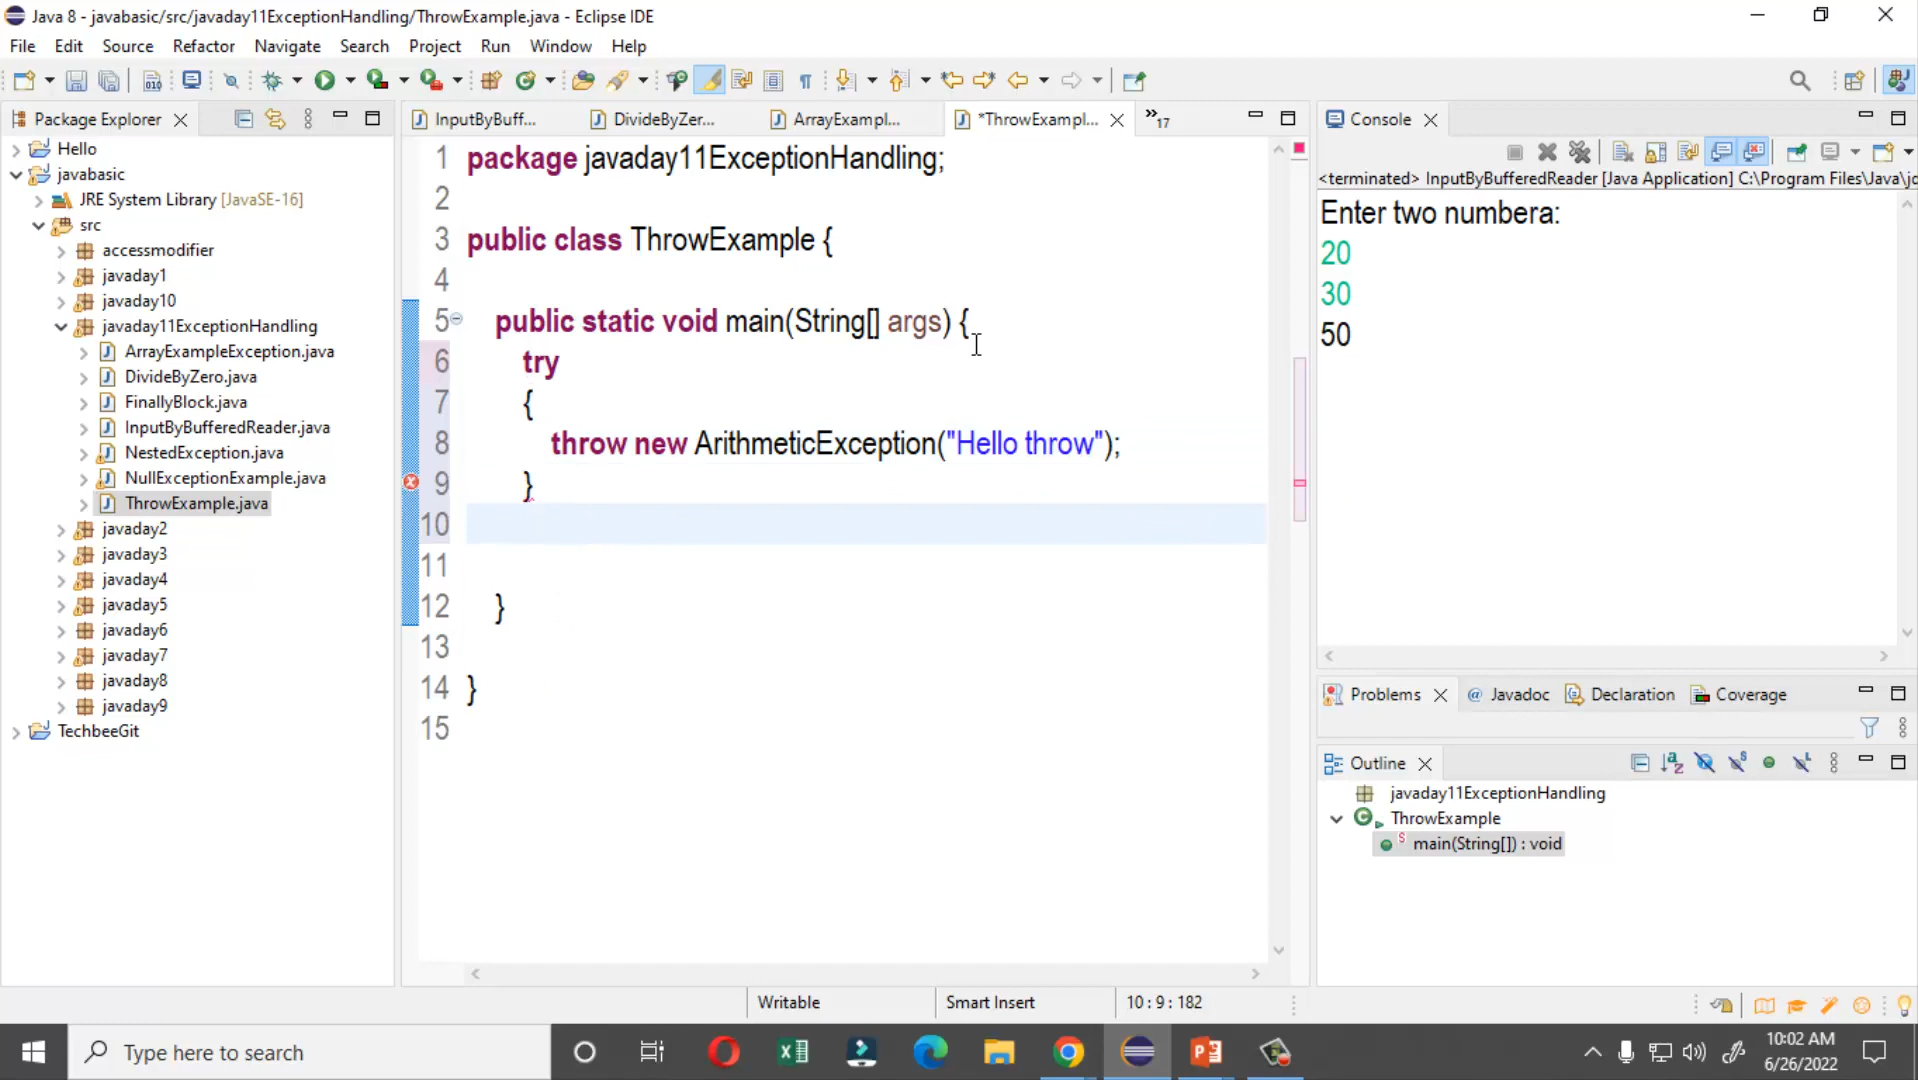 Java 8 - javabasic/src/javaday11ExceptionHandling/ThrowExample.java - Eclipse IDE
File Edit Source Refactor Navigate Search Project Run Window Help
Package Explorer
Hello
javabasic
JRE System Library [JavaSE-16]
src
accessmodifier
javaday1
javaday10
javaday11ExceptionHandling
ArrayExampleException.java
DivideByZero.java
FinallyBlock.java
InputByBufferedReader.java
NestedException.java
NullExceptionExample.java
ThrowExample.java
javaday2
javaday3
javaday4
javaday5
javaday6
javaday7
javaday8
javaday9
TechbeeGit
InputByBuff... DivideByZer... ArrayExampl... *ThrowExampl... »17
1 package javaday11ExceptionHandling;
2
3 public class ThrowExample {
4
5 public static void main(String[] args) {
6 try
7 {
8 throw new ArithmeticException("Hello throw");
9 }
10
11
12 }
13
14 }
15
Console
<terminated> InputByBufferedReader [Java Application] C:\Program Files\Java\jd
Enter two numbera:
20
30
50
Problems @ Javadoc Declaration Coverage
Outline
javaday11ExceptionHandling
ThrowExample
main(String[]) : void
Writable Smart Insert 10 : 9 : 182
Type here to search
10:02 AM
6/26/2022